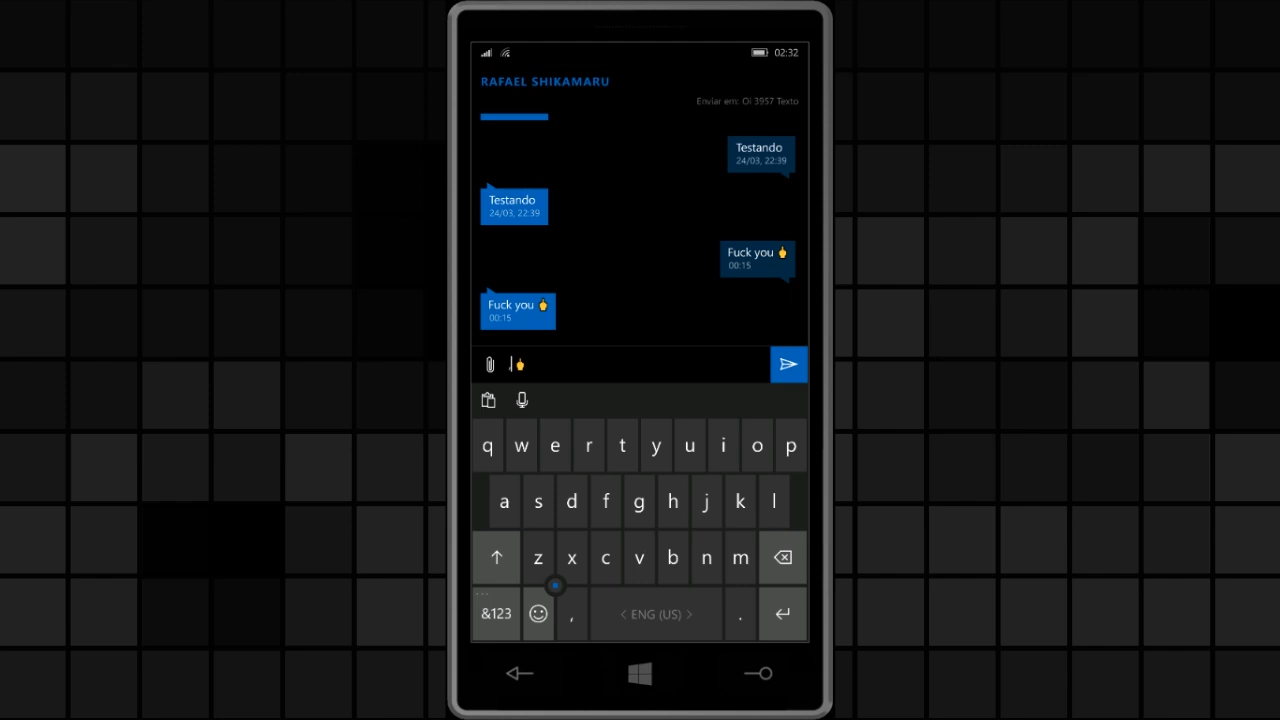 02:32
RAFAEL SHIKAMARU
Enviar em: Oi 3957 Texto
Testando
24/03, 22:39
Testando
24/03, 22:39
Fuck you 🖕
00:15
Fuck you 🖕
00:15
🖕
q w e r t y u i o p
a s d f g h j k l
z x c v b n m
&123 , < ENG (US) > .